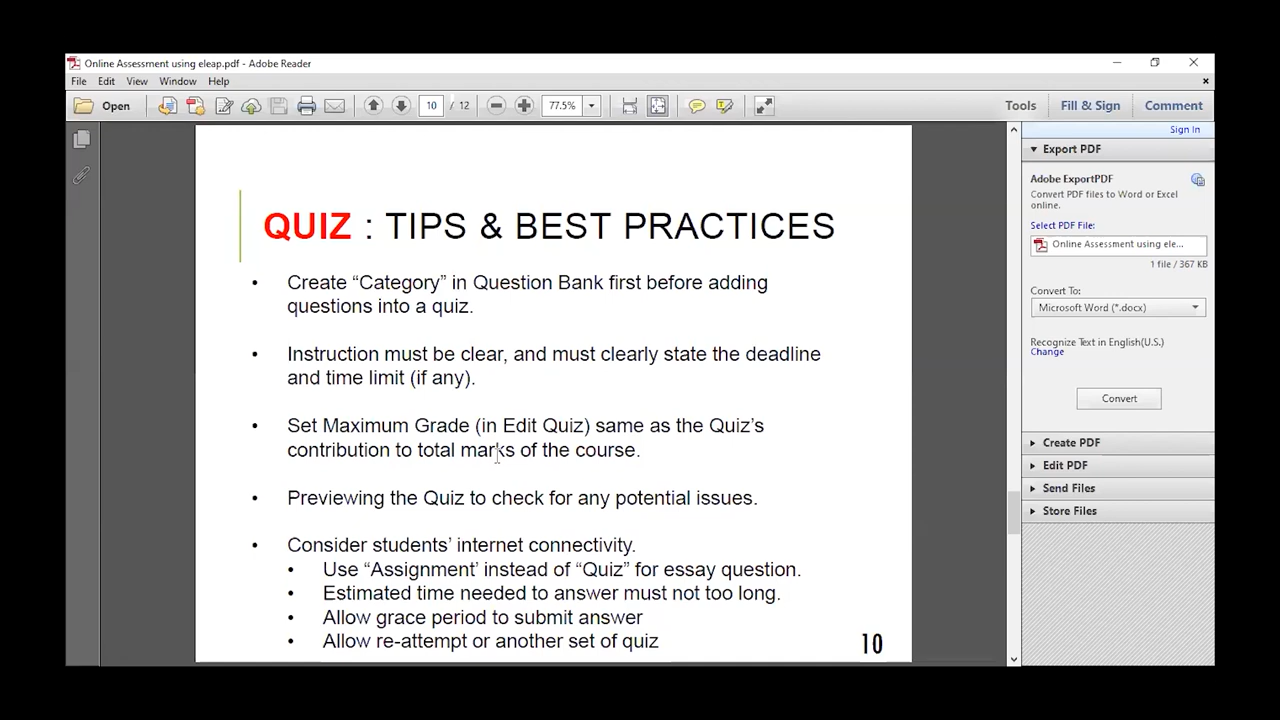 Online Assessment using eleap.pdf - Adobe Reader
File Edit View Window Help
Open 10 / 12 77.5% Tools Fill & Sign Comment
Sign In
Export PDF
Adobe ExportPDF
Convert PDF files to Word or Excel
online.
Select PDF File:
Online Assessment using ele...
1 file / 367 KB
Convert To:
Microsoft Word (*.docx)
Recognize Text in English(U.S.)
Change
Convert
Create PDF
Edit PDF
Send Files
Store Files
QUIZ : TIPS & BEST PRACTICES
• Create “Category” in Question Bank first before adding
questions into a quiz.
• Instruction must be clear, and must clearly state the deadline
and time limit (if any).
• Set Maximum Grade (in Edit Quiz) same as the Quiz’s
contribution to total marks of the course.
• Previewing the Quiz to check for any potential issues.
• Consider students’ internet connectivity.
• Use “Assignment’ instead of “Quiz” for essay question.
• Estimated time needed to answer must not too long.
• Allow grace period to submit answer
• Allow re-attempt or another set of quiz
10